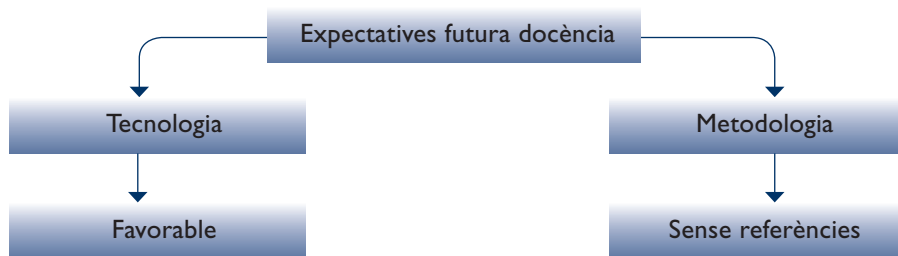 Expectatives futura docència
Tecnologia
Metodologia
Favorable
Sense referències